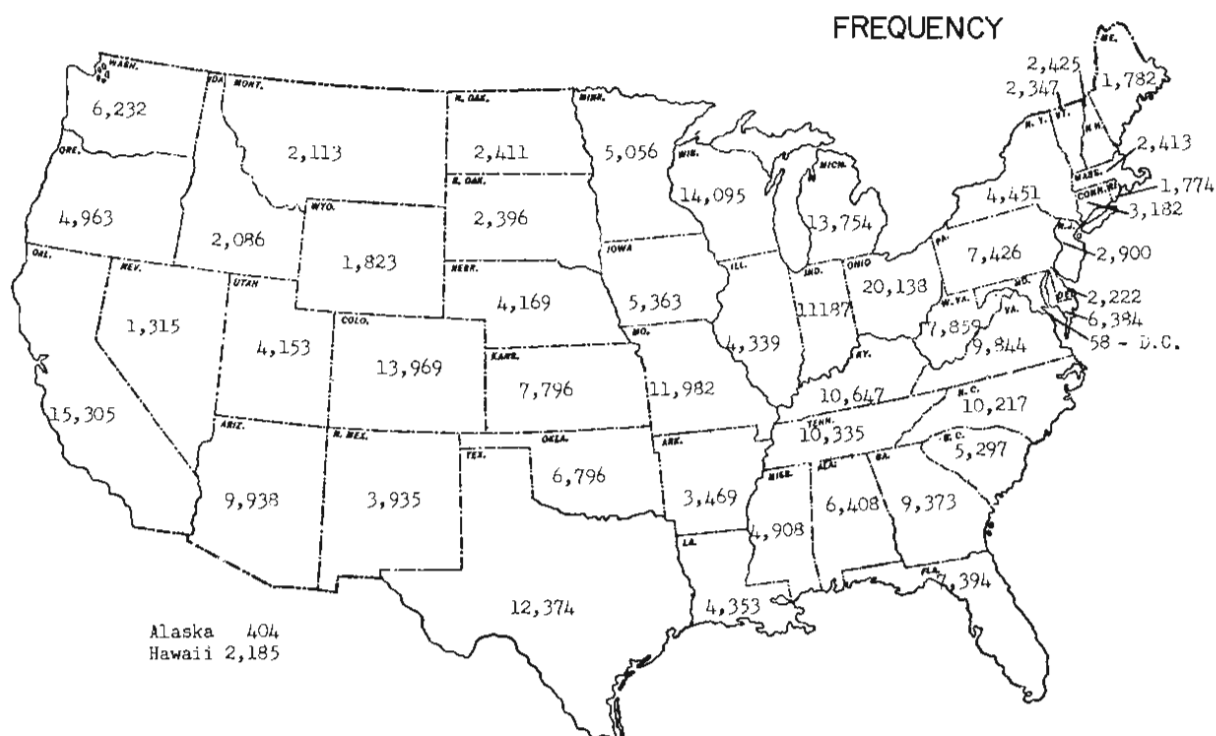 FREQUENCY
ME.
2,425
1,782
2,347
WASH.
IDA
MONT.
N. DAK.
MINN.
N. Y.
VT.
N.H.
6,232
2,113
2,411
5,056
WIS.
MICH.
MASS.
2,413
ORE.
S. DAK.
14,095
4,451
CONN.
R.I.
1,774
3,182
4,963
WYO.
2,396
13,754
2,086
1,823
IOWA
PA.
7,426
N.J.
2,900
CAL.
NEV.
UTAH
NEBR.
ILL.
IND.
OHIO
4,169
5,363
20,138
MD.
DEL.
2,222
1,315
COLO.
MO.
11187
W. VA.
VA.
6,384
4,153
13,969
KANS.
4,339
7,859
9,844
58 - D.C.
KY.
7,796
11,982
10,647
N. C.
15,305
10,217
ARIZ.
N. MEX.
OKLA.
ARK.
TENN.
10,335
S. C.
TEX.
6,796
MISS.
ALA.
GA.
5,297
9,938
3,935
3,469
6,408
9,373
4,908
LA.
FLA.
7,394
12,374
4,353
Alaska 404
Hawaii 2,185